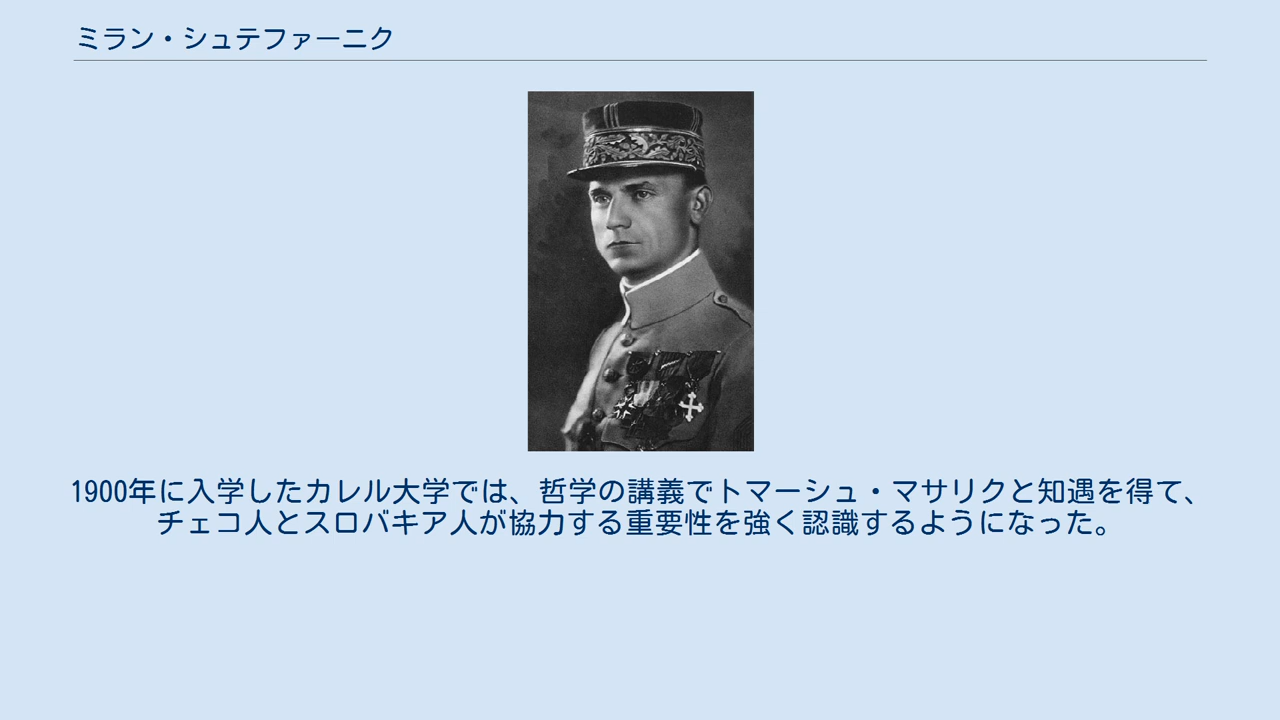 ミラン・シュテファーニク
1900年に入学したカレル大学では、哲学の講義でトマーシュ・マサリクと知遇を得て、
チェコ人とスロバキア人が協力する重要性を強く認識するようになった。